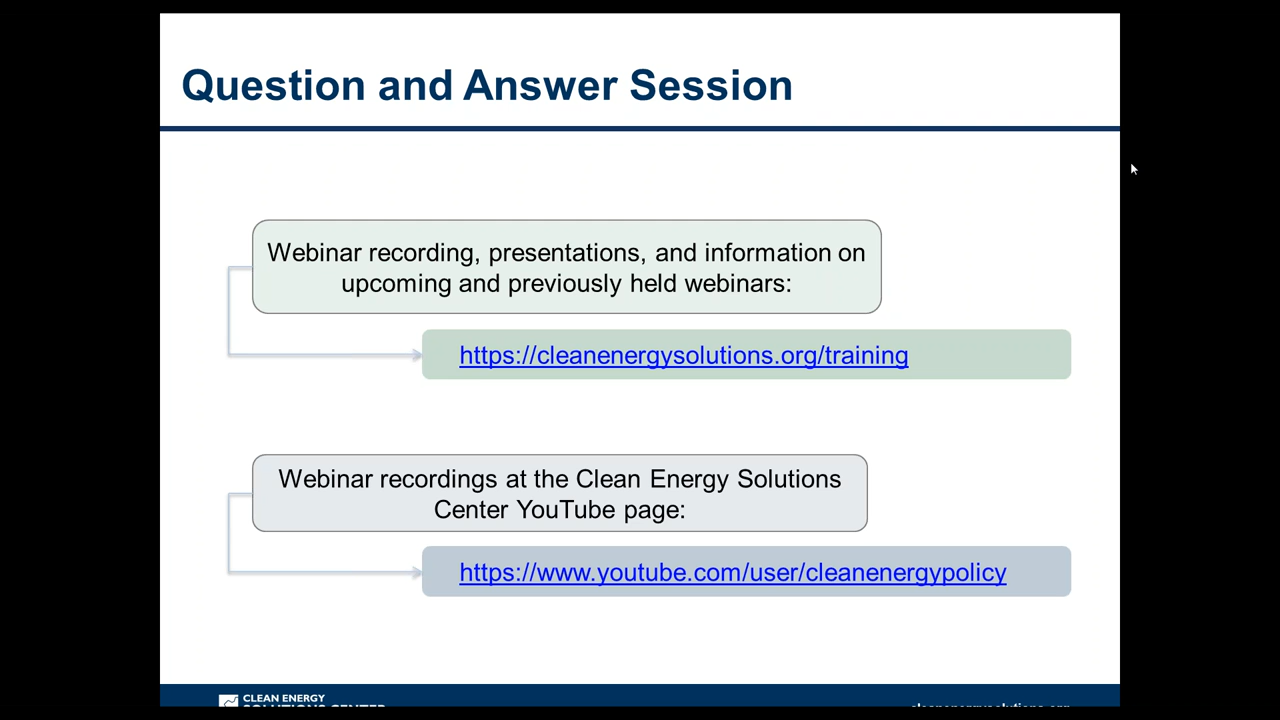 Question and Answer Session
Webinar recording, presentations, and information on
upcoming and previously held webinars:
https://cleanenergysolutions.org/training
Webinar recordings at the Clean Energy Solutions
Center YouTube page:
https://www.youtube.com/user/cleanenergypolicy
CLEAN ENERGY
SOLUTIONS CENTER
cleanenergysolutions.org